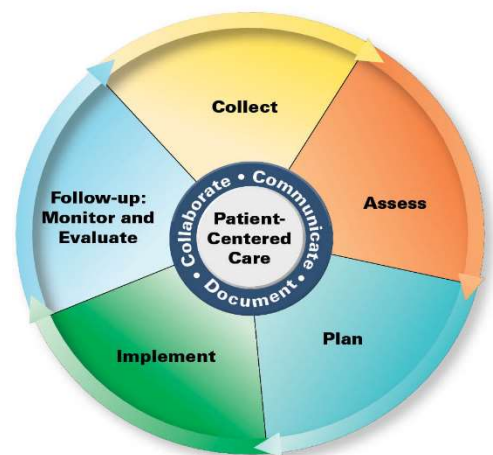 Collect
Assess
Plan
Implement
Follow-up:
Monitor and
Evaluate
Collaborate • Communicate
• Document •
Patient-
Centered
Care